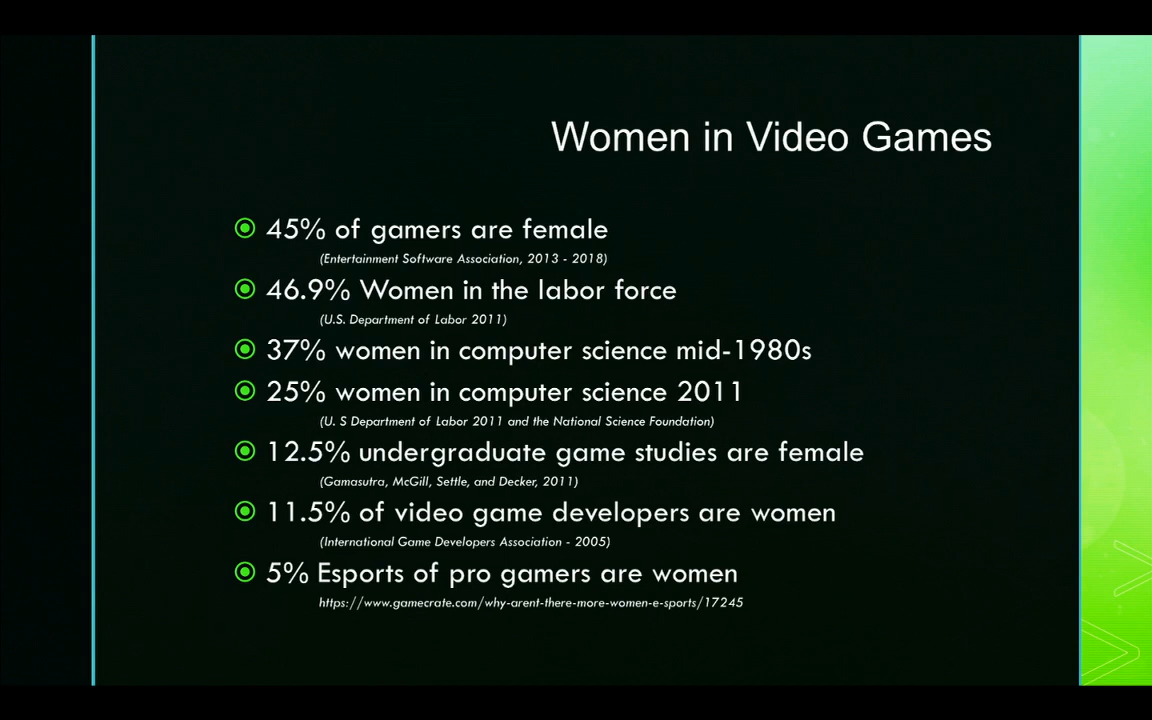 Women in Video Games
45% of gamers are female
(Entertainment Software Association, 2013 - 2018)
46.9% Women in the labor force
(U.S. Department of Labor 2011)
37% women in computer science mid-1980s
25% women in computer science 2011
(U. S Department of Labor 2011 and the National Science Foundation)
12.5% undergraduate game studies are female
(Gamasutra, McGill, Settle, and Decker, 2011)
11.5% of video game developers are women
(International Game Developers Association - 2005)
5% Esports of pro gamers are women
https://www.gamecrate.com/why-arent-there-more-women-e-sports/17245